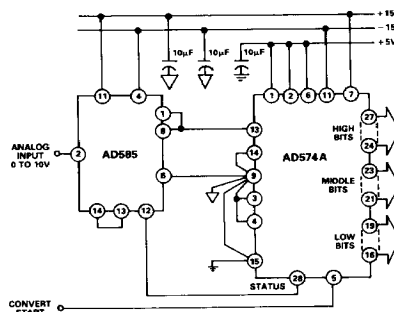 +15
-15
+5V
10µF
10µF
10µF
11
4
1
2
6
11
7
1
8
13
27
HIGH
BITS
24
14
AD585
AD574A
ANALOG
INPUT
0 TO 10V
2
9
23
MIDDLE
BITS
21
3
4
19
LOW
BITS
16
14
13
12
15
STATUS
28
5
CONVERT
START